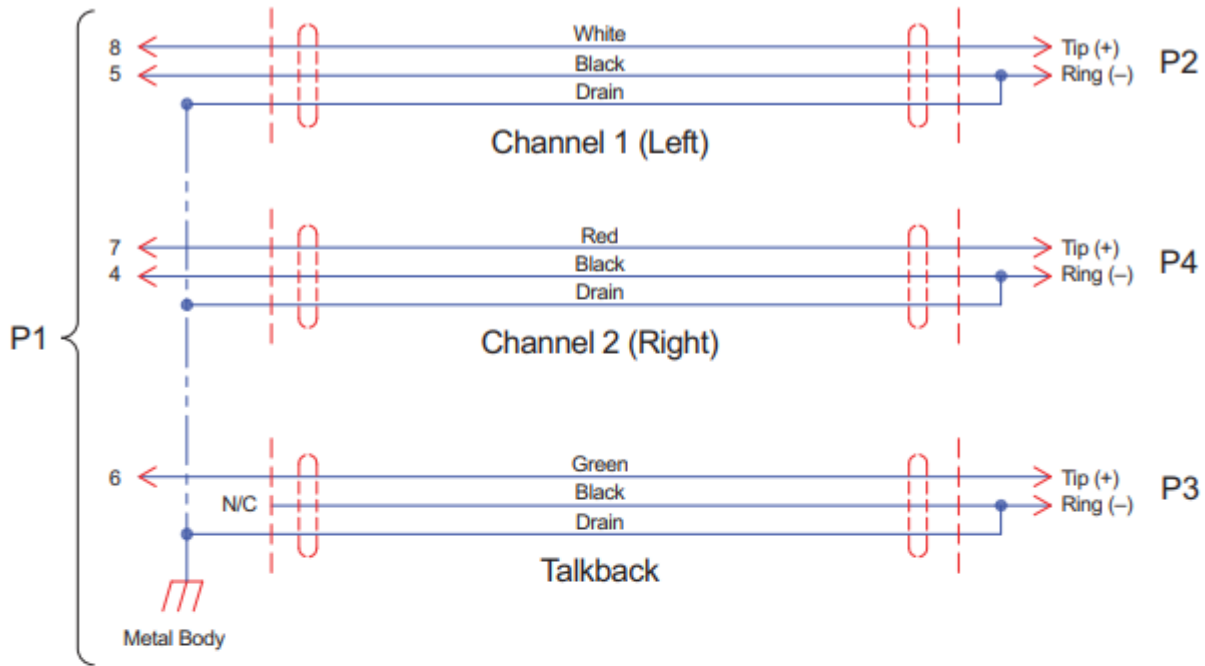 8
White
Tip (+)
5
Black
Ring (–)
P2
Drain
Channel 1 (Left)
7
Red
Tip (+)
4
Black
Ring (–)
P4
Drain
Channel 2 (Right)
P1
6
Green
Tip (+)
N/C
Black
Ring (–)
P3
Drain
Talkback
Metal Body